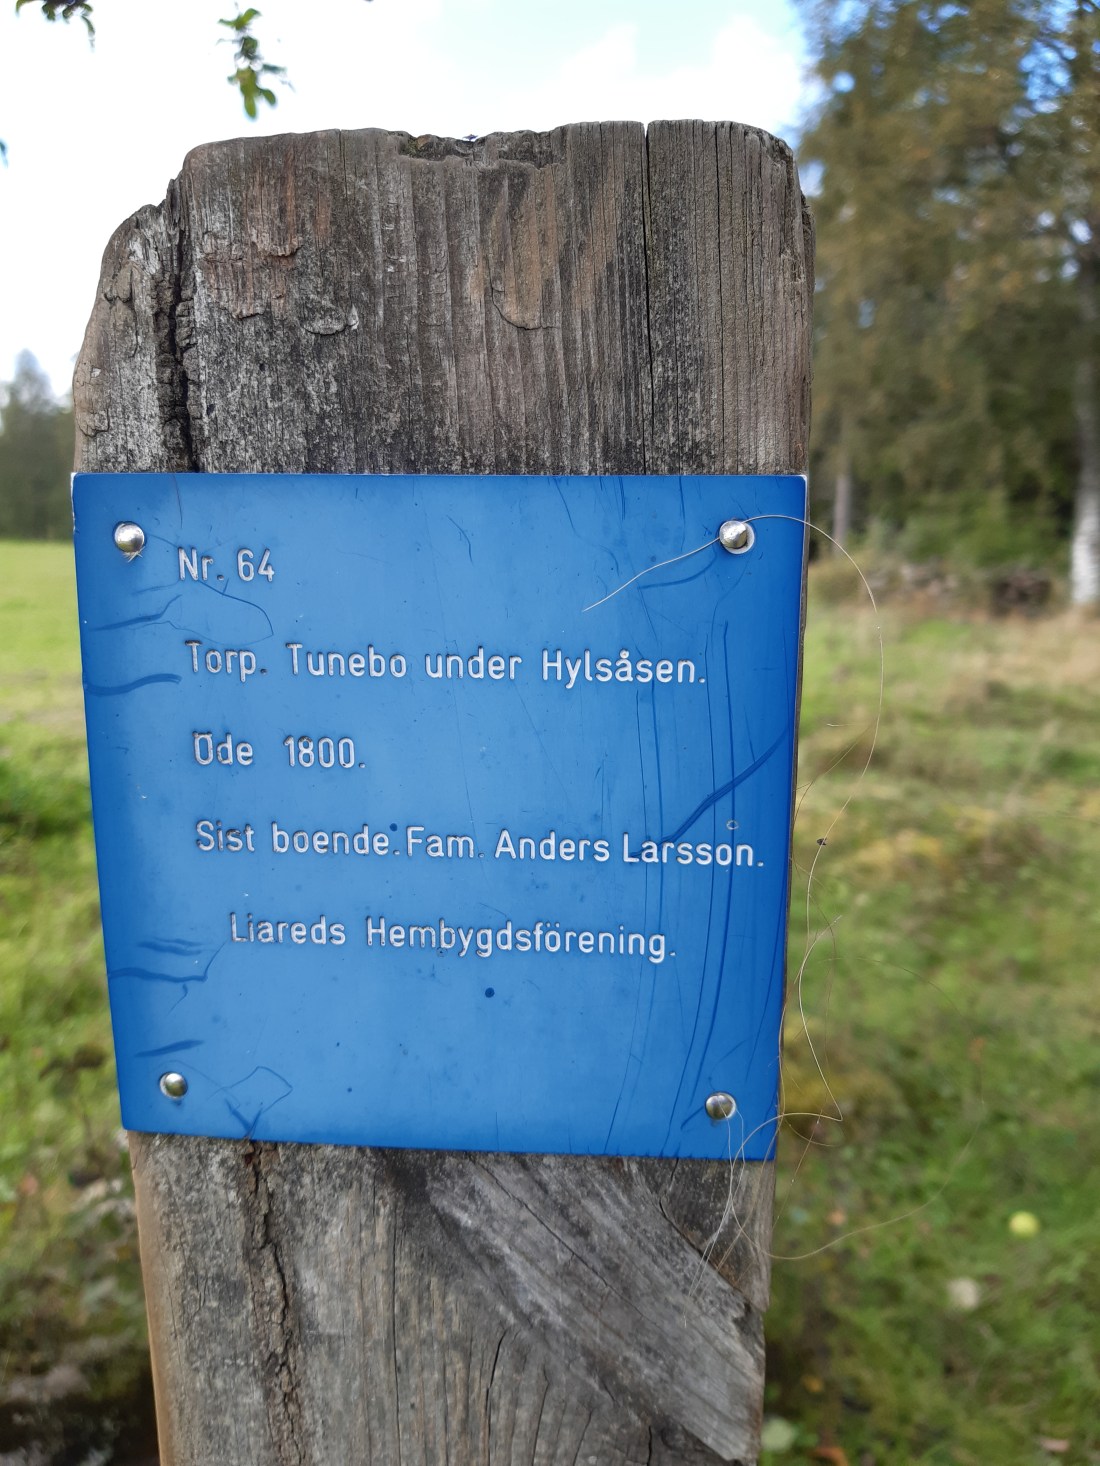 Nr. 64
Torp. Tunebo under Hylsåsen.
Öde 1800.
Sist boende. Fam. Anders Larsson.
Liareds Hembygdsförening.